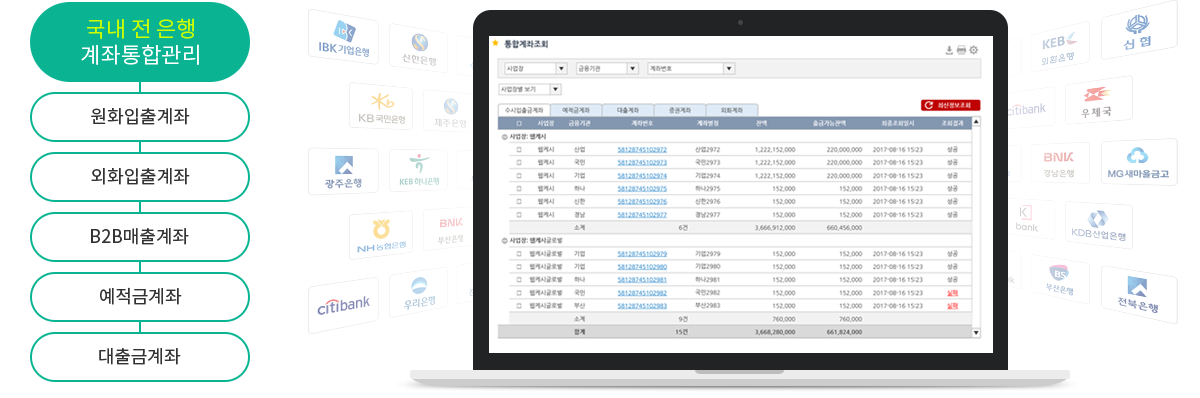 국내 전 은행
계좌통합관리
원화입출계좌
외화입출계좌
B2B매출계좌
예적금계좌
대출금계좌
IBK기업은행
신한은행
KB국민은행
제주은행
광주은행
KEB 하나은행
NH농협은행
BNK
부산은행
citibank
우리은행
KEB
외환은행
신협
citibank
우체국
BNK
경남은행
MG새마을금고
K
bank
KDB산업은행
BS
부산은행
전북은행
통합계좌조회
사업장 금융기관 계좌번호
사업장별 보기
수시입출금계좌 예적금계좌 대출계좌 증권계좌 외화계좌 최신정보조회
사업장 금융기관 계좌번호 계좌별칭 잔액 출금가능잔액 최종조회일시 조회결과
사업장: 웹케시
웹케시 산업 58128745102972 산업2972 1,222,152,000 220,000,000 2017-08-16 15:23 성공
웹케시 국민 58128745102973 국민2973 1,222,152,000 220,000,000 2017-08-16 15:23 성공
웹케시 기업 58128745102974 기업2974 1,222,152,000 220,000,000 2017-08-16 15:23 성공
웹케시 하나 58128745102975 하나2975 152,000 152,000 2017-08-16 15:23 성공
웹케시 신한 58128745102976 신한2976 152,000 152,000 2017-08-16 15:23 성공
웹케시 경남 58128745102977 경남2977 152,000 152,000 2017-08-16 15:23 성공
소계 6건 3,666,912,000 660,456,000
사업장: 웹케시글로벌
웹케시글로벌 기업 58128745102979 기업2979 152,000 152,000 2017-08-16 15:23 성공
웹케시글로벌 기업 58128745102980 기업2980 152,000 152,000 2017-08-16 15:23 성공
웹케시글로벌 하나 58128745102981 하나2981 152,000 152,000 2017-08-16 15:23 성공
웹케시글로벌 국민 58128745102982 국민2982 152,000 152,000 2017-08-16 15:23 실패
웹케시글로벌 부산 58128745102983 부산2983 152,000 152,000 2017-08-16 15:23 실패
소계 9건 760,000 760,000
합계 15건 3,668,280,000 661,824,000